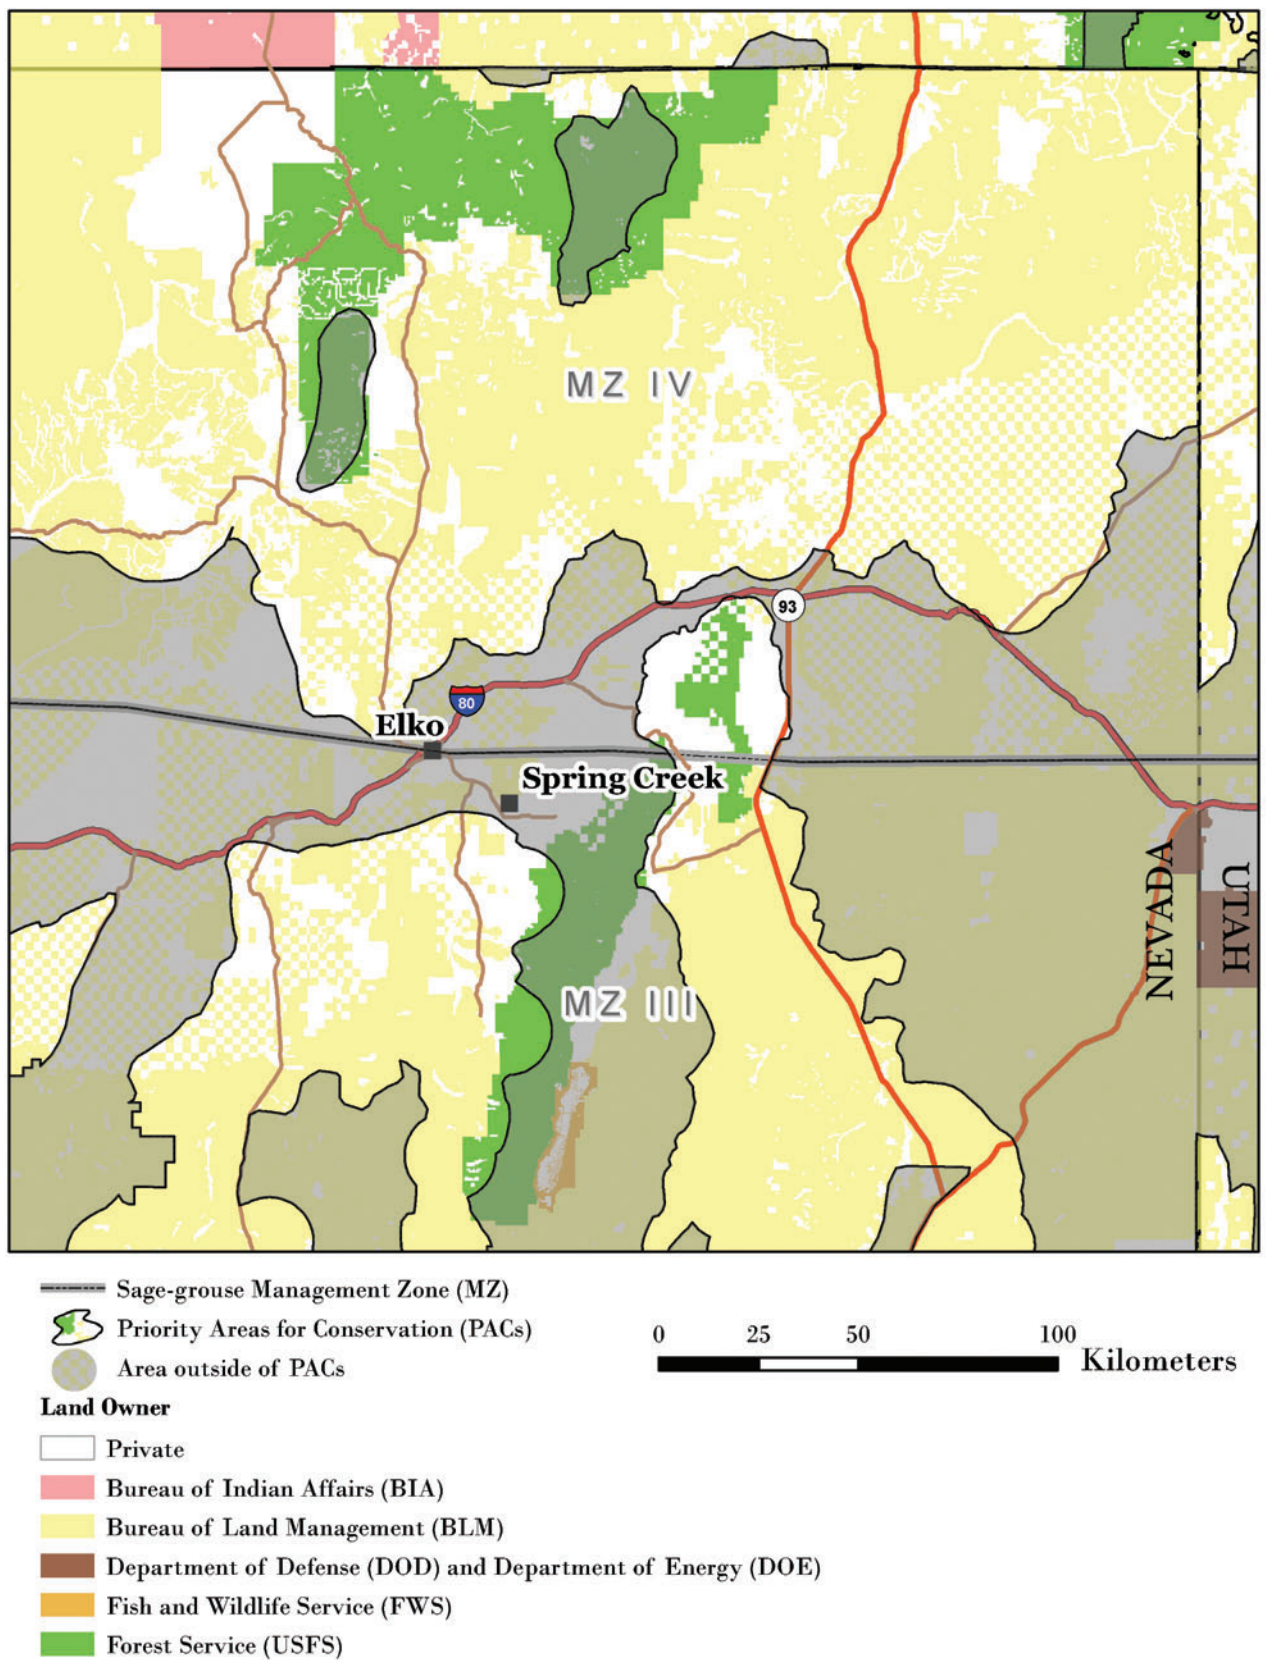 MZ IV
93
80
Elko
Spring Creek
NEVADA
UTAH
MZ III
Sage-grouse Management Zone (MZ)
Priority Areas for Conservation (PACs)
Area outside of PACs
0 25 50 100
Kilometers
Land Owner
Private
Bureau of Indian Affairs (BIA)
Bureau of Land Management (BLM)
Department of Defense (DOD) and Department of Energy (DOE)
Fish and Wildlife Service (FWS)
Forest Service (USFS)